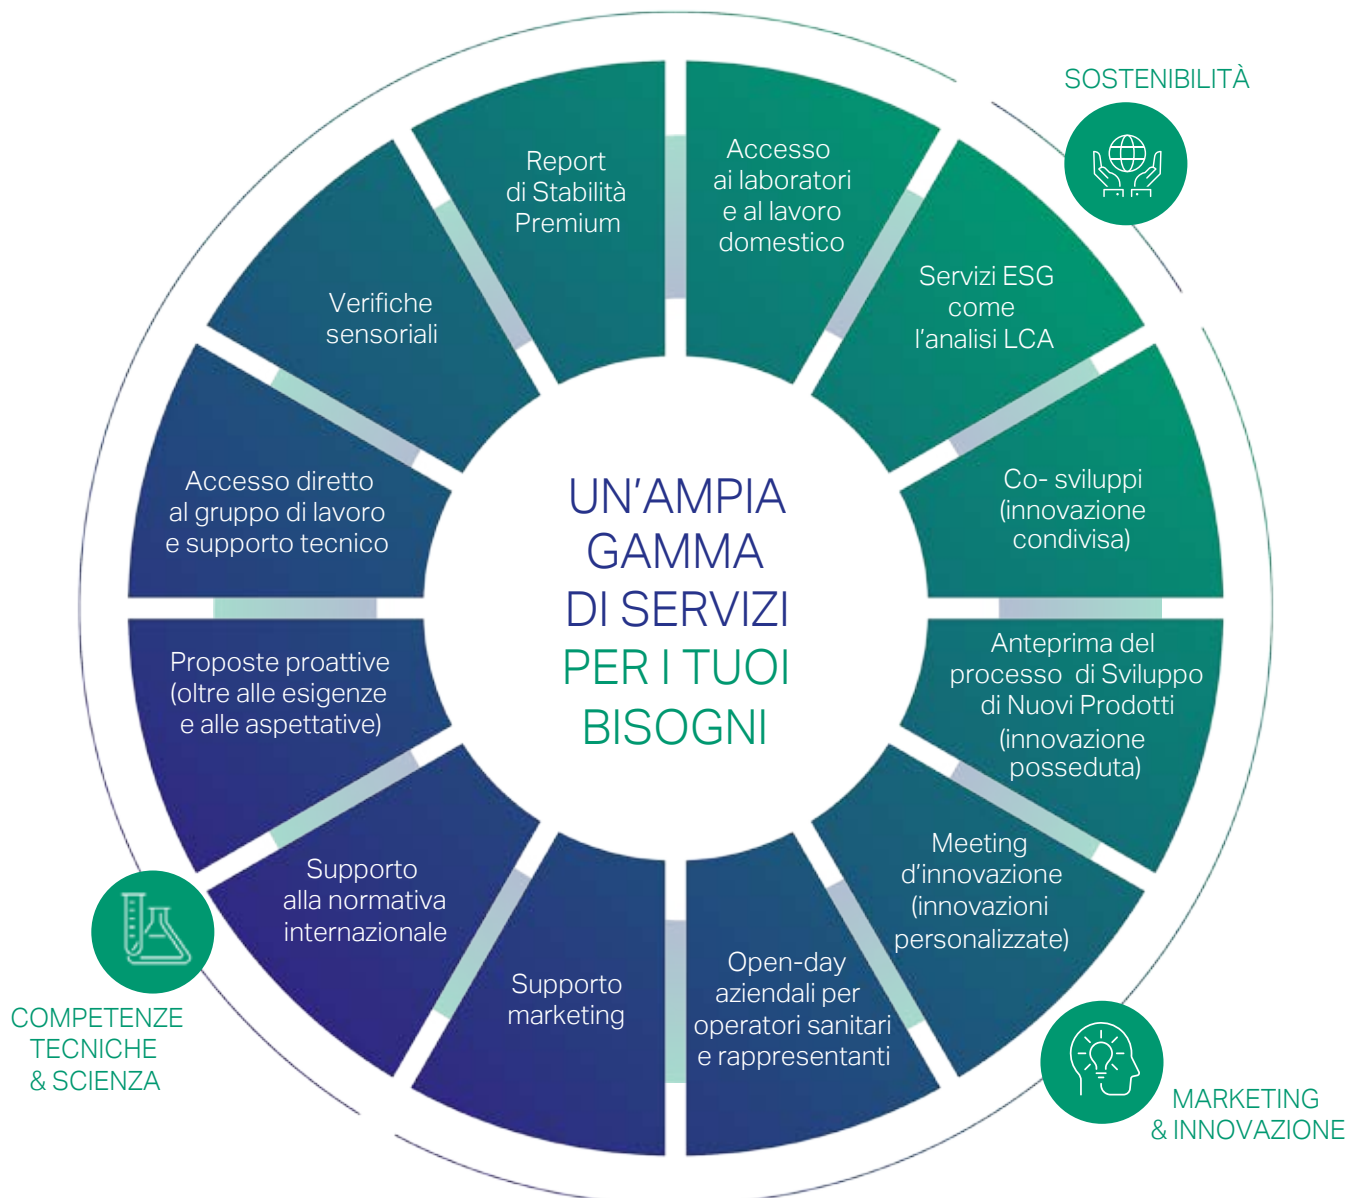 SOSTENIBILITÀ
Accesso
ai laboratori
e al lavoro
domestico
Servizi ESG
come
l'analisi LCA
Co- sviluppi
(innovazione
condivisa)
Anteprima del
processo di Sviluppo
di Nuovi Prodotti
(innovazione
posseduta)
Meeting
d'innovazione
(innovazioni
personalizzate)
Open-day
aziendali per
operatori sanitari
e rappresentanti
Supporto
marketing
Supporto
alla normativa
internazionale
Proposte proattive
(oltre alle esigenze
e alle aspettative)
Accesso diretto
al gruppo di lavoro
e supporto tecnico
Verifiche
sensoriali
Report
di Stabilità
Premium
UN'AMPIA
GAMMA
DI SERVIZI
PER I TUOI
BISOGNI
COMPETENZE
TECNICHE
& SCIENZA
MARKETING
& INNOVAZIONE